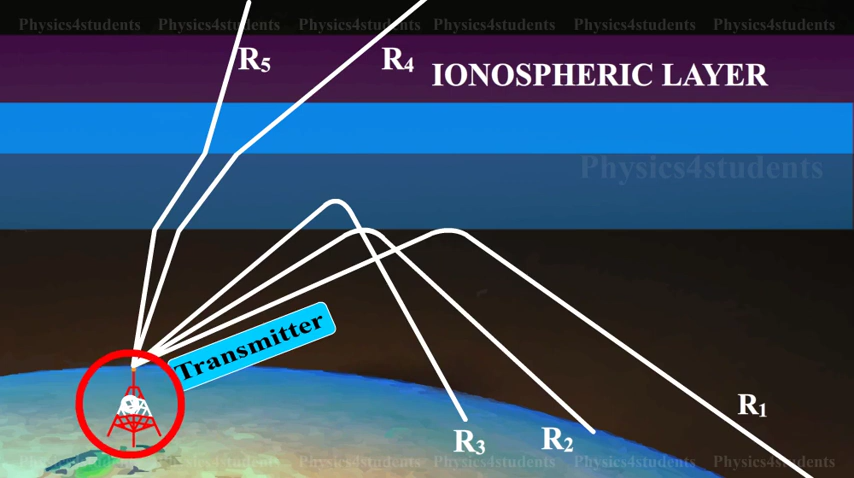 Physics4students Physics4students Physics4students Physics4students Physics4students Physics4students
R5 R4 IONOSPHERIC LAYER
Physics4students
Transmitter
R1
R3 R2
Physics4students Physics4students Physics4students Physics4students Physics4students Physics4students